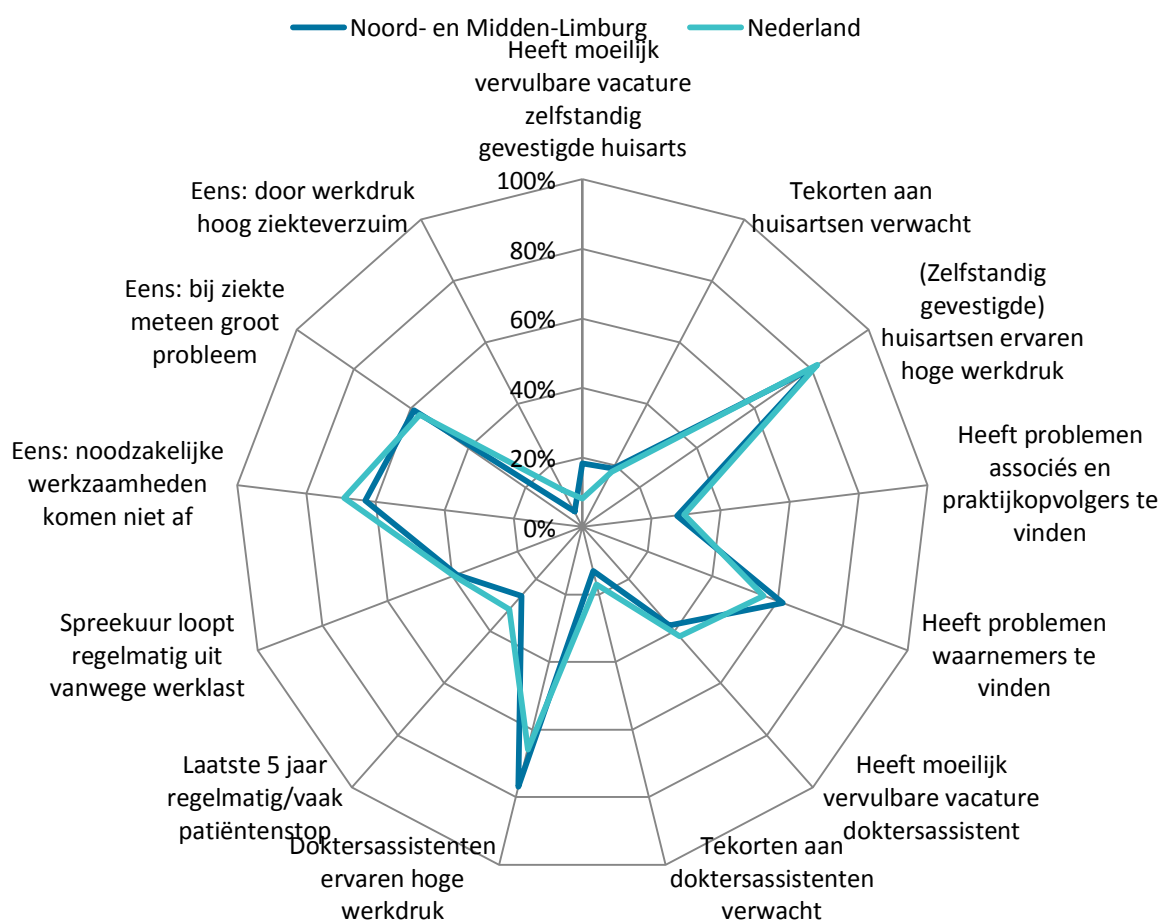 Noord- en Midden-Limburg
Nederland
Heeft moeilijk
vervulbare vacature
zelfstandig
gevestigde huisarts
Tekorten aan
huisartsen verwacht
(Zelfstandig
gevestigde)
huisartsen ervaren
hoge werkdruk
Heeft problemen
associés en
praktijkopvolgers te
vinden
Heeft problemen
waarnemers te
vinden
Heeft moeilijk
vervulbare vacature
doktersassistent
Tekorten aan
doktersassistenten
verwacht
Doktersassistenten
ervaren hoge
werkdruk
Laatste 5 jaar
regelmatig/vaak
patiëntenstop
Spreekuur loopt
regelmatig uit
vanwege werklast
Eens: noodzakelijke
werkzaamheden
komen niet af
Eens: bij ziekte
meteen groot
probleem
Eens: door werkdruk
hoog ziekteverzuim
100%
80%
60%
40%
20%
0%